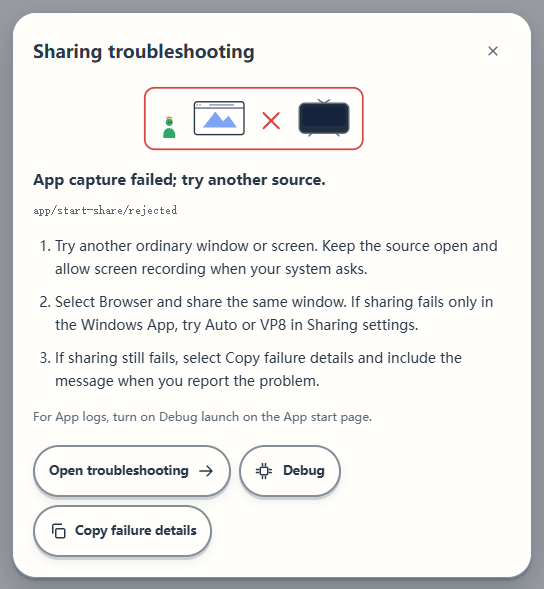 Sharing troubleshooting
App capture failed; try another source.
app/start-share/rejected
1. Try another ordinary window or screen. Keep the source open and
allow screen recording when your system asks.
2. Select Browser and share the same window. If sharing fails only in
the Windows App, try Auto or VP8 in Sharing settings.
3. If sharing still fails, select Copy failure details and include the
message when you report the problem.
For App logs, turn on Debug launch on the App start page.
Open troubleshooting
Debug
Copy failure details